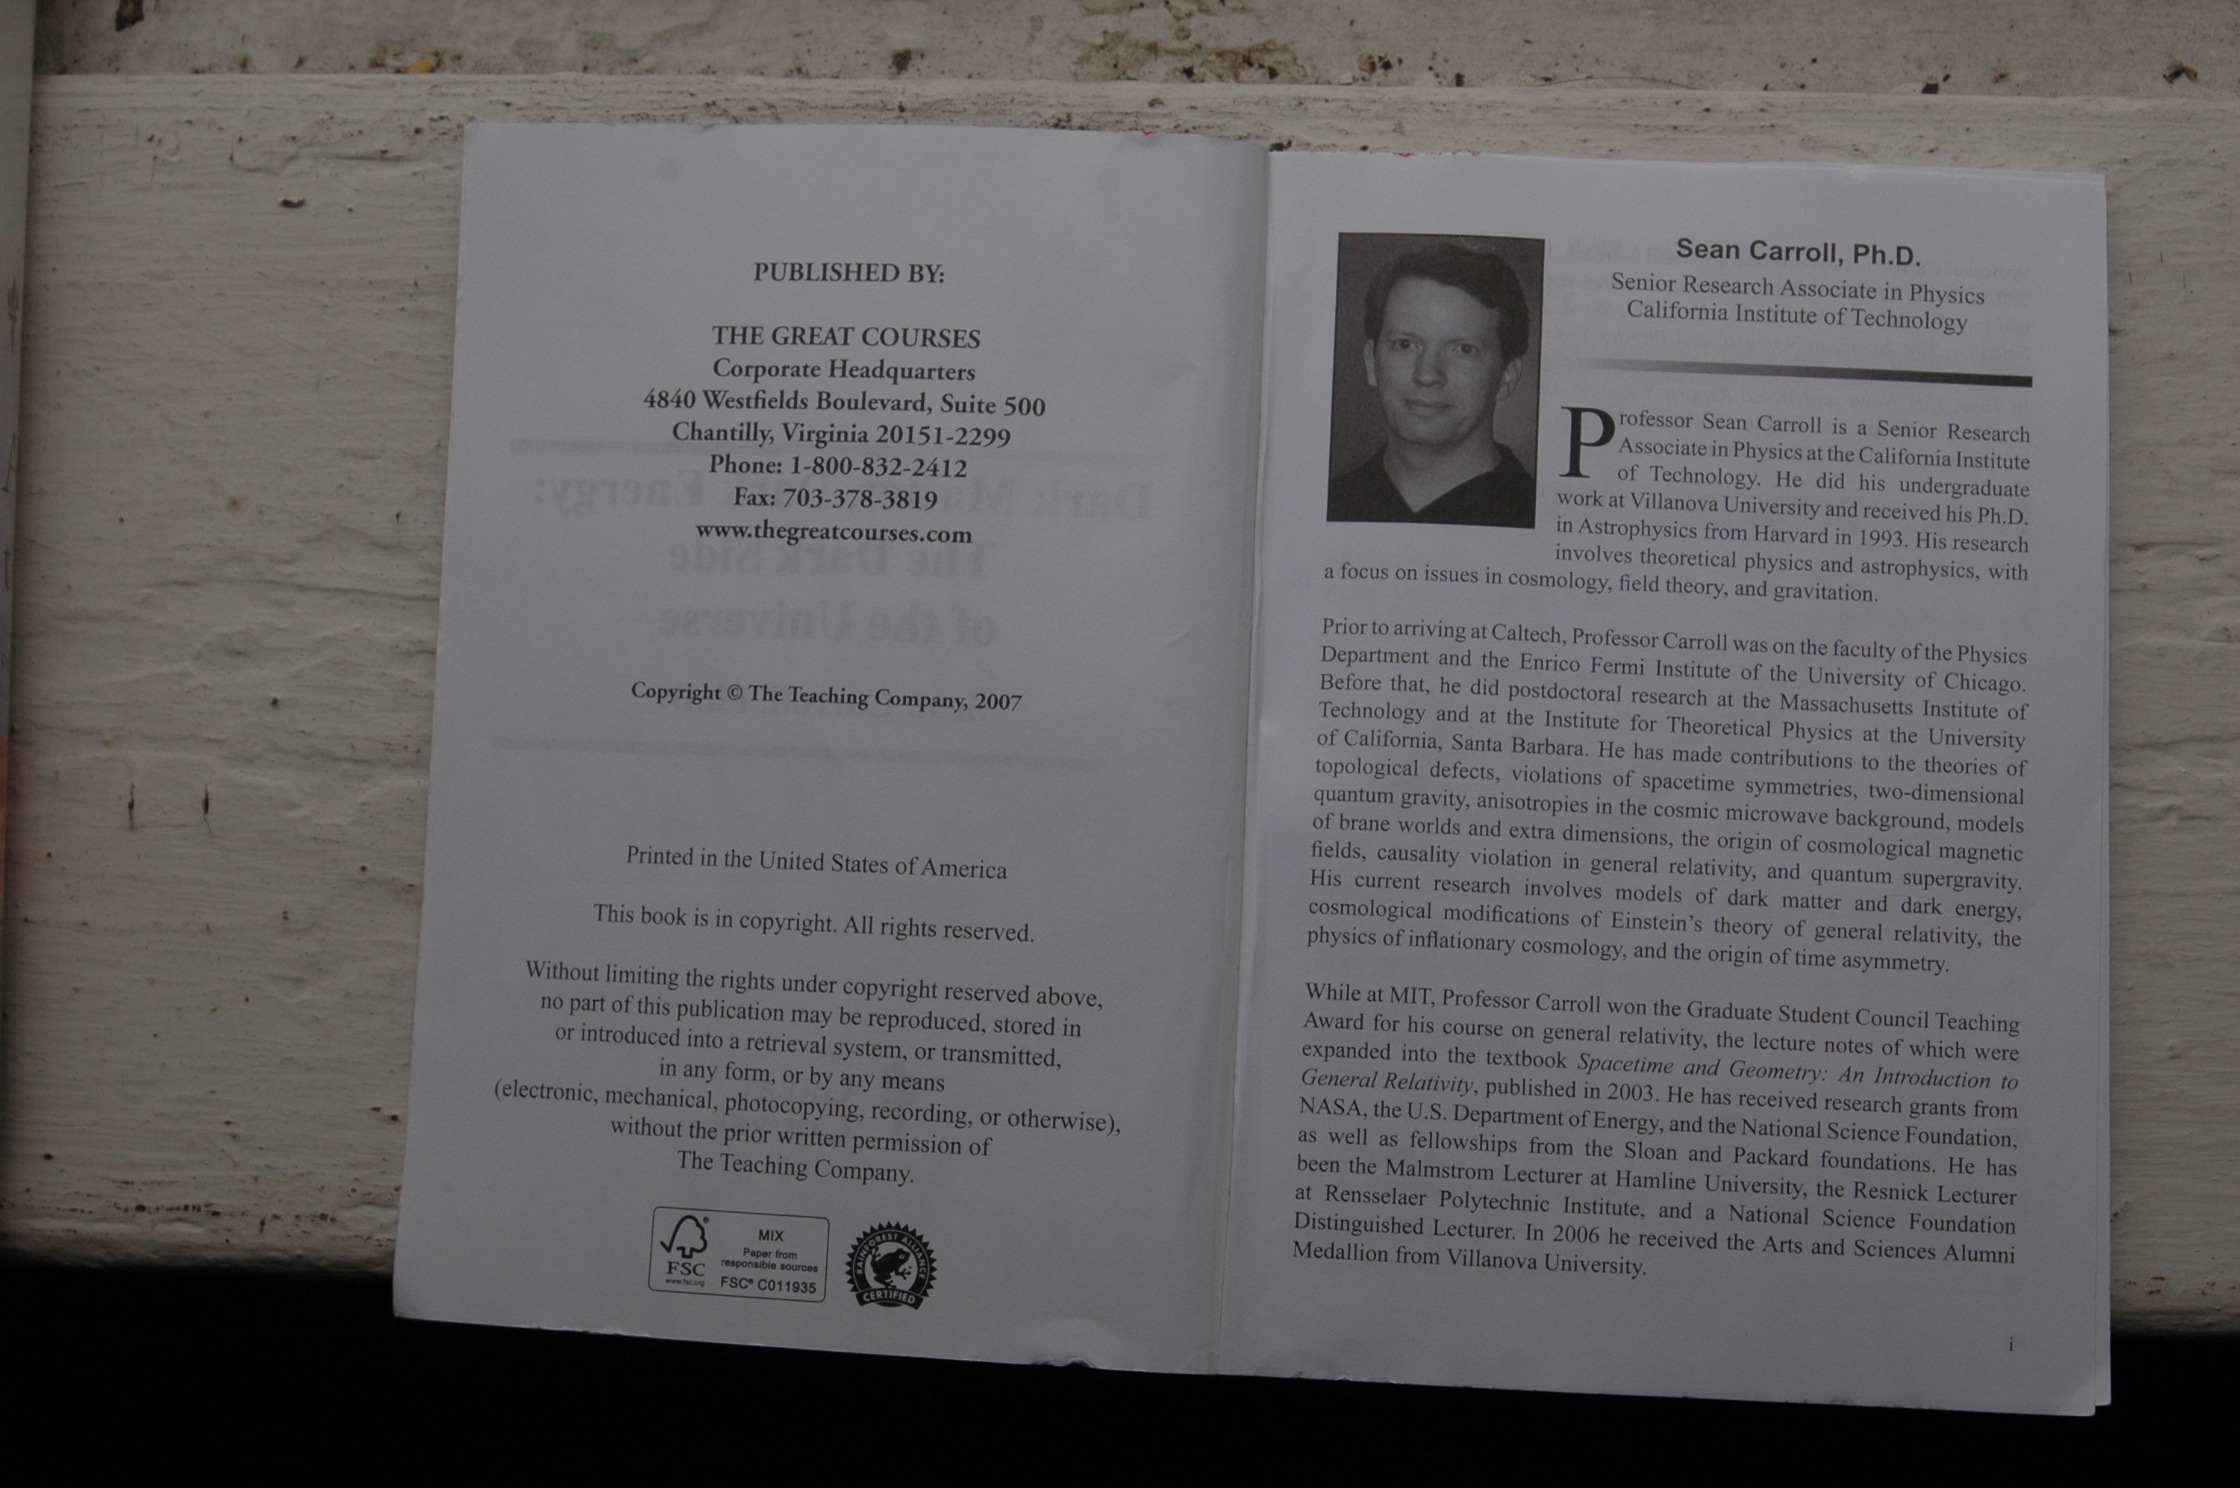 PUBLISHED BY:
THE GREAT COURSES
Corporate Headquarters
4840 Westfields Boulevard, Suite 500
Chantilly, Virginia 20151-2299
Phone: 1-800-832-2412
Fax: 703-378-3819
www.thegreatcourses.com
Copyright © The Teaching Company, 2007
Printed in the United States of America
This book is in copyright. All rights reserved.
Without limiting the rights under copyright reserved above,
no part of this publication may be reproduced, stored in
or introduced into a retrieval system, or transmitted,
in any form, or by any means
(electronic, mechanical, photocopying, recording, or otherwise),
without the prior written permission of
The Teaching Company.
FSC
www.fsc.org
MIX
Paper from
responsible sources
FSC® C011935
RAINFOREST ALLIANCE
CERTIFIED
Sean Carroll, Ph.D.
Senior Research Associate in Physics
California Institute of Technology
Professor Sean Carroll is a Senior Research
Associate in Physics at the California Institute
of Technology. He did his undergraduate
work at Villanova University and received his Ph.D.
in Astrophysics from Harvard in 1993. His research
involves theoretical physics and astrophysics, with
a focus on issues in cosmology, field theory, and gravitation.
Prior to arriving at Caltech, Professor Carroll was on the faculty of the Physics
Department and the Enrico Fermi Institute of the University of Chicago.
Before that, he did postdoctoral research at the Massachusetts Institute of
Technology and at the Institute for Theoretical Physics at the University
of California, Santa Barbara. He has made contributions to the theories of
topological defects, violations of spacetime symmetries, two-dimensional
quantum gravity, anisotropies in the cosmic microwave background, models
of brane worlds and extra dimensions, the origin of cosmological magnetic
fields, causality violation in general relativity, and quantum supergravity.
His current research involves models of dark matter and dark energy,
cosmological modifications of Einstein's theory of general relativity, the
physics of inflationary cosmology, and the origin of time asymmetry.
While at MIT, Professor Carroll won the Graduate Student Council Teaching
Award for his course on general relativity, the lecture notes of which were
expanded into the textbook Spacetime and Geometry: An Introduction to
General Relativity, published in 2003. He has received research grants from
NASA, the U.S. Department of Energy, and the National Science Foundation,
as well as fellowships from the Sloan and Packard foundations. He has
been the Malmstrom Lecturer at Hamline University, the Resnick Lecturer
at Rensselaer Polytechnic Institute, and a National Science Foundation
Distinguished Lecturer. In 2006 he received the Arts and Sciences Alumni
Medallion from Villanova University.
i